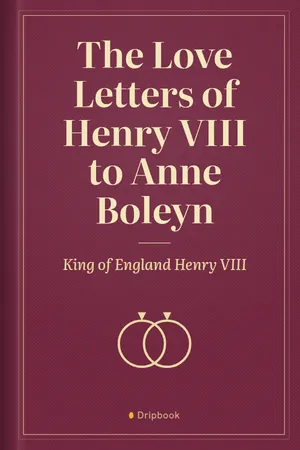 The Love
Letters of
Henry VIII
to Anne
Boleyn
King of England Henry VIII
Dripbook